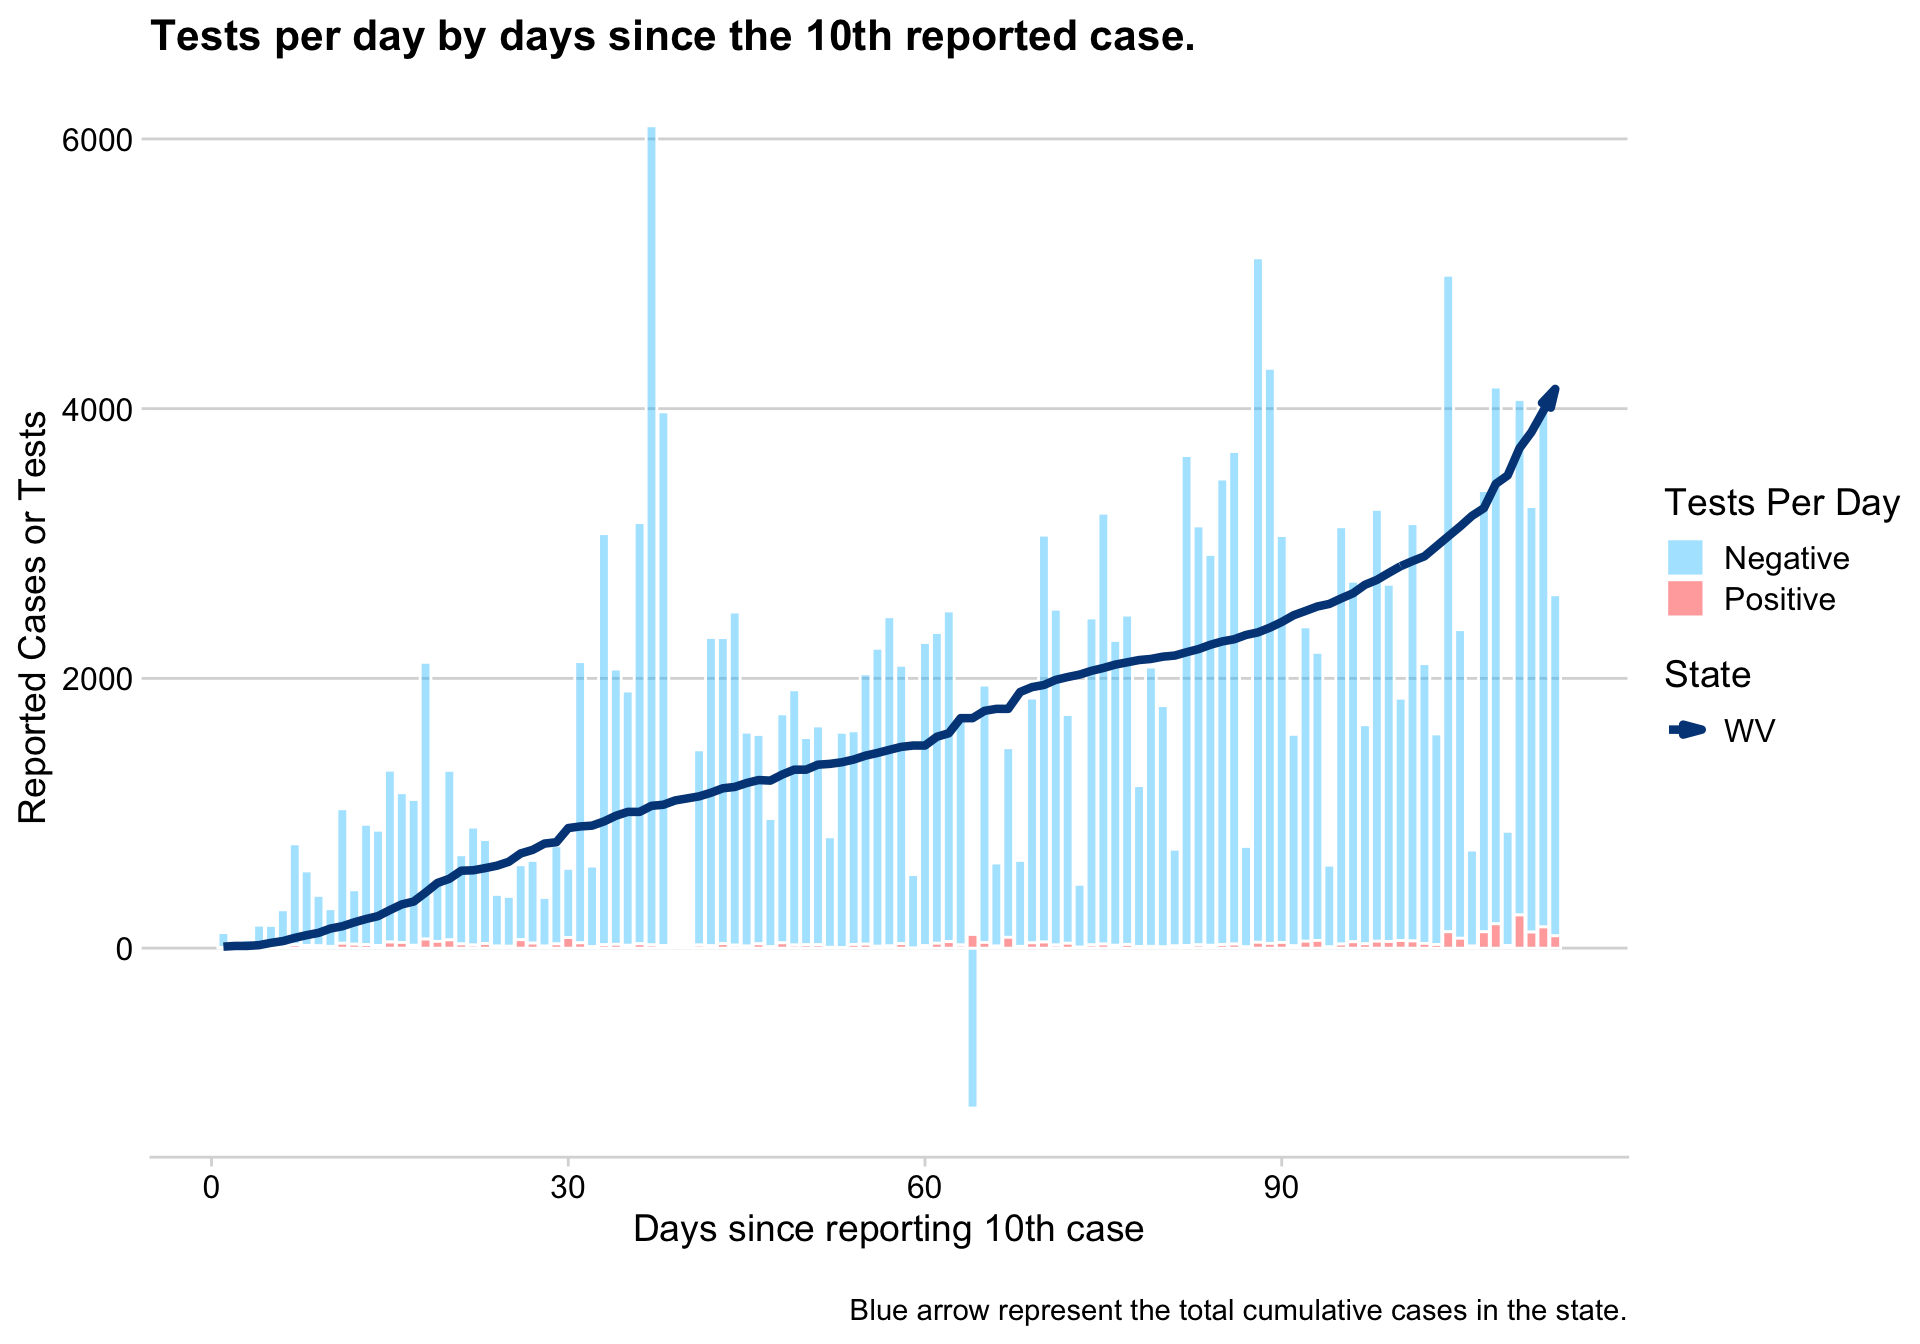 Tests per day by days since the 10th reported case.
6000
4000
2000
0
Reported Cases or Tests
0 30 60 90
Days since reporting 10th case
Tests Per Day
Negative
Positive
State
WV
Blue arrow represent the total cumulative cases in the state.